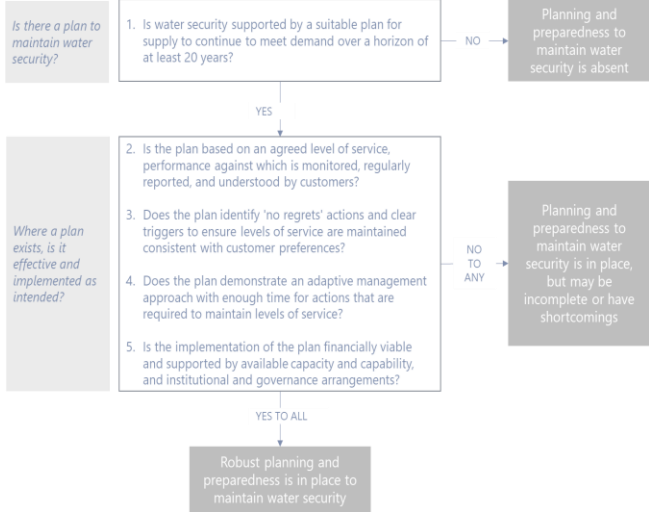 Is there a plan to
maintain water
security?
1. Is water security supported by a suitable plan for
supply to continue to meet demand over a horizon of
at least 20 years?
NO
Planning and
preparedness to
maintain water
security is absent
YES
Where a plan
exists, is it
effective and
implemented as
intended?
2. Is the plan based on an agreed level of service,
performance against which is monitored, regularly
reported, and understood by customers?
3. Does the plan identify 'no regrets' actions and clear
triggers to ensure levels of service are maintained
consistent with customer preferences?
4. Does the plan demonstrate an adaptive management
approach with enough time for actions that are
required to maintain levels of service?
5. Is the implementation of the plan financially viable
and supported by available capacity and capability,
and institutional and governance arrangements?
NO
TO
ANY
Planning and
preparedness to
maintain water
security is in place,
but may be
incomplete or have
shortcomings
YES TO ALL
Robust planning and
preparedness is in place to
maintain water security